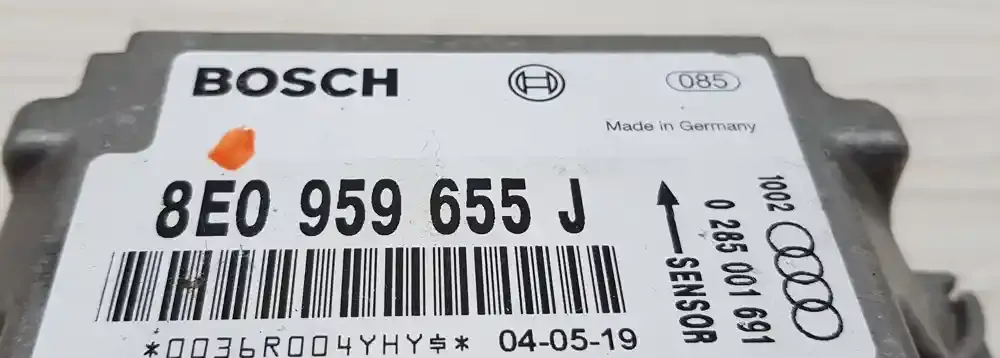 BOSCH
085
Made in Germany
8E0 959 655 J
SENSOR
0 285 001 691
1002
*0036R004YHY$* 04-05-19